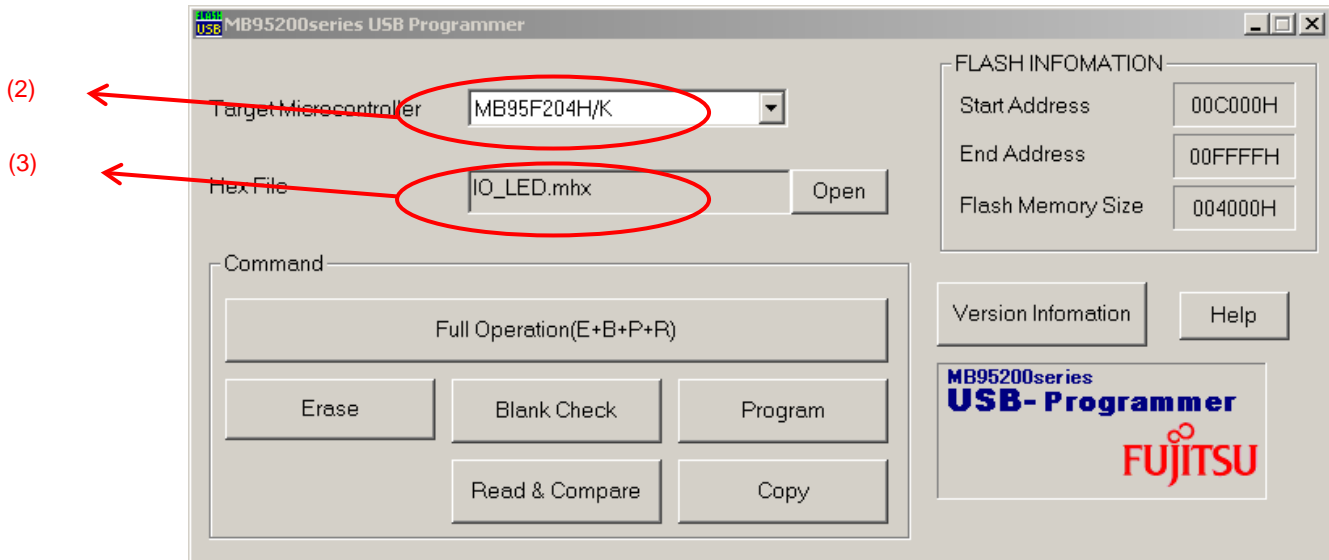 FLASH
USB
MB95200series USB Programmer
(2)
Target Microcontroller
MB95F204H/K
(3)
Hex File
IO_LED.mhx
Open
FLASH INFOMATION
Start Address
00C000H
End Address
00FFFFH
Flash Memory Size
004000H
Command
Full Operation(E+B+P+R)
Erase
Blank Check
Program
Read & Compare
Copy
Version Infomation
Help
MB95200series
USB-Programmer
FUJITSU